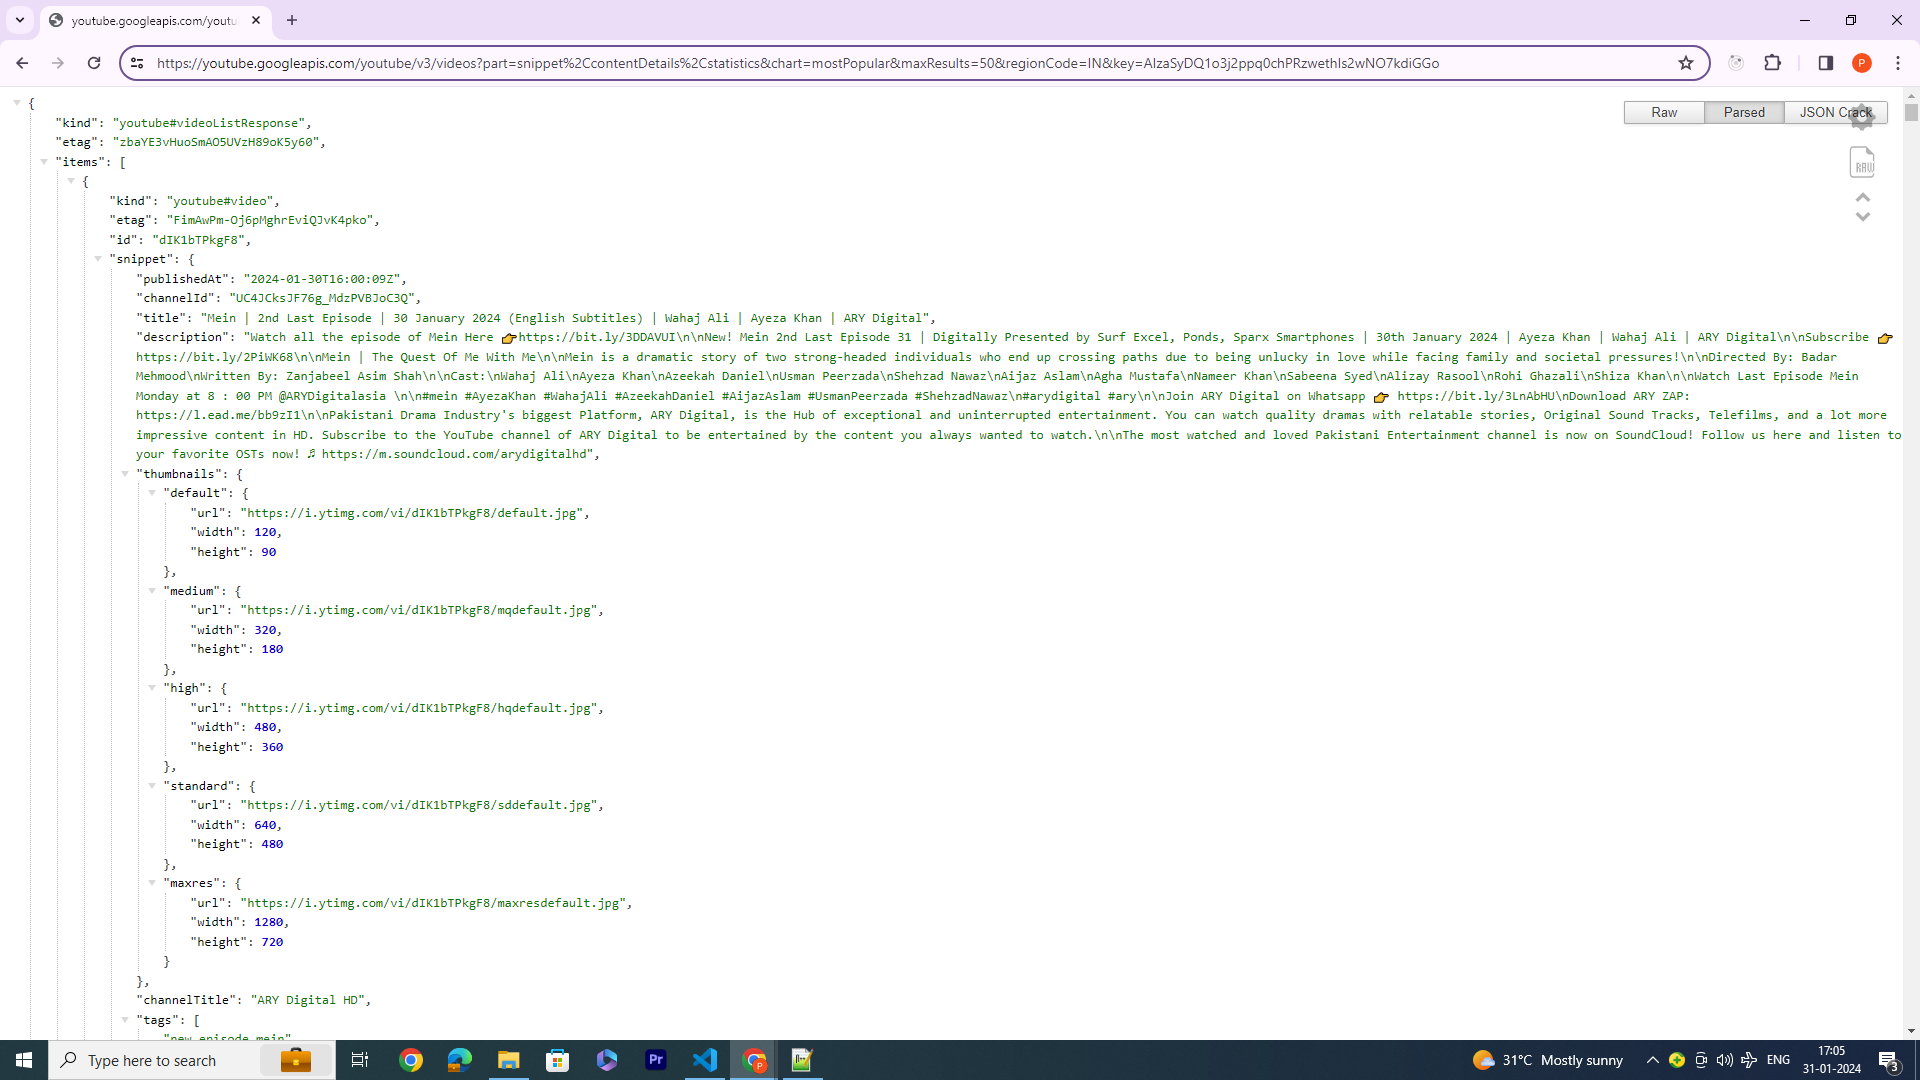 youtube.googleapis.com/youtu
https://youtube.googleapis.com/youtube/v3/videos?part=snippet%2CcontentDetails%2Cstatistics&chart=mostPopular&maxResults=50&regionCode=IN&key=AIzaSyDQ1o3j2ppq0chPRzwethIs2wNO7kdiGGo
P
Raw Parsed JSON Crack
RAW
{
"kind": "youtube#videoListResponse",
"etag": "zbaYE3vHuoSmAO5UVzH89oK5y60",
"items": [
{
"kind": "youtube#video",
"etag": "FimAwPm-Oj6pMghrEviQJvK4pko",
"id": "dIK1bTPkgF8",
"snippet": {
"publishedAt": "2024-01-30T16:00:09Z",
"channelId": "UC4JCksJF76g_MdzPVBJoC3Q",
"title": "Mein | 2nd Last Episode | 30 January 2024 (English Subtitles) | Wahaj Ali | Ayeza Khan | ARY Digital",
"description": "Watch all the episode of Mein Here 👉https://bit.ly/3DDAVUI\n\nNew! Mein 2nd Last Episode 31 | Digitally Presented by Surf Excel, Ponds, Sparx Smartphones | 30th January 2024 | Ayeza Khan | Wahaj Ali | ARY Digital\n\nSubscribe 👉
https://bit.ly/2PiWK68\n\nMein | The Quest Of Me With Me\n\nMein is a dramatic story of two strong-headed individuals who end up crossing paths due to being unlucky in love while facing family and societal pressures!\n\nDirected By: Badar
Mehmood\nWritten By: Zanjabeel Asim Shah\n\nCast:\nWahaj Ali\nAyeza Khan\nAzeekah Daniel\nUsman Peerzada\nShehzad Nawaz\nAijaz Aslam\nAgha Mustafa\nNameer Khan\nSabeena Syed\nAlizay Rasool\nRohi Ghazali\nShiza Khan\n\nWatch Last Episode Mein
Monday at 8 : 00 PM @ARYDigitalasia \n\n#mein #AyezaKhan #WahajAli #AzeekahDaniel #AijazAslam #UsmanPeerzada #ShehzadNawaz\n#arydigital #ary\n\nJoin ARY Digital on Whatsapp 👉 https://bit.ly/3LnAbHU\nDownload ARY ZAP:
https://l.ead.me/bb9zI1\n\nPakistani Drama Industry's biggest Platform, ARY Digital, is the Hub of exceptional and uninterrupted entertainment. You can watch quality dramas with relatable stories, Original Sound Tracks, Telefilms, and a lot more
impressive content in HD. Subscribe to the YouTube channel of ARY Digital to be entertained by the content you always wanted to watch.\n\nThe most watched and loved Pakistani Entertainment channel is now on SoundCloud! Follow us here and listen to
your favorite OSTs now! ♬ https://m.soundcloud.com/arydigitalhd",
"thumbnails": {
"default": {
"url": "https://i.ytimg.com/vi/dIK1bTPkgF8/default.jpg",
"width": 120,
"height": 90
},
"medium": {
"url": "https://i.ytimg.com/vi/dIK1bTPkgF8/mqdefault.jpg",
"width": 320,
"height": 180
},
"high": {
"url": "https://i.ytimg.com/vi/dIK1bTPkgF8/hqdefault.jpg",
"width": 480,
"height": 360
},
"standard": {
"url": "https://i.ytimg.com/vi/dIK1bTPkgF8/sddefault.jpg",
"width": 640,
"height": 480
},
"maxres": {
"url": "https://i.ytimg.com/vi/dIK1bTPkgF8/maxresdefault.jpg",
"width": 1280,
"height": 720
}
},
"channelTitle": "ARY Digital HD",
"tags": [
"new episode mein"
Type here to search
Pr
P
31°C Mostly sunny
ENG
17:05
31-01-2024
3